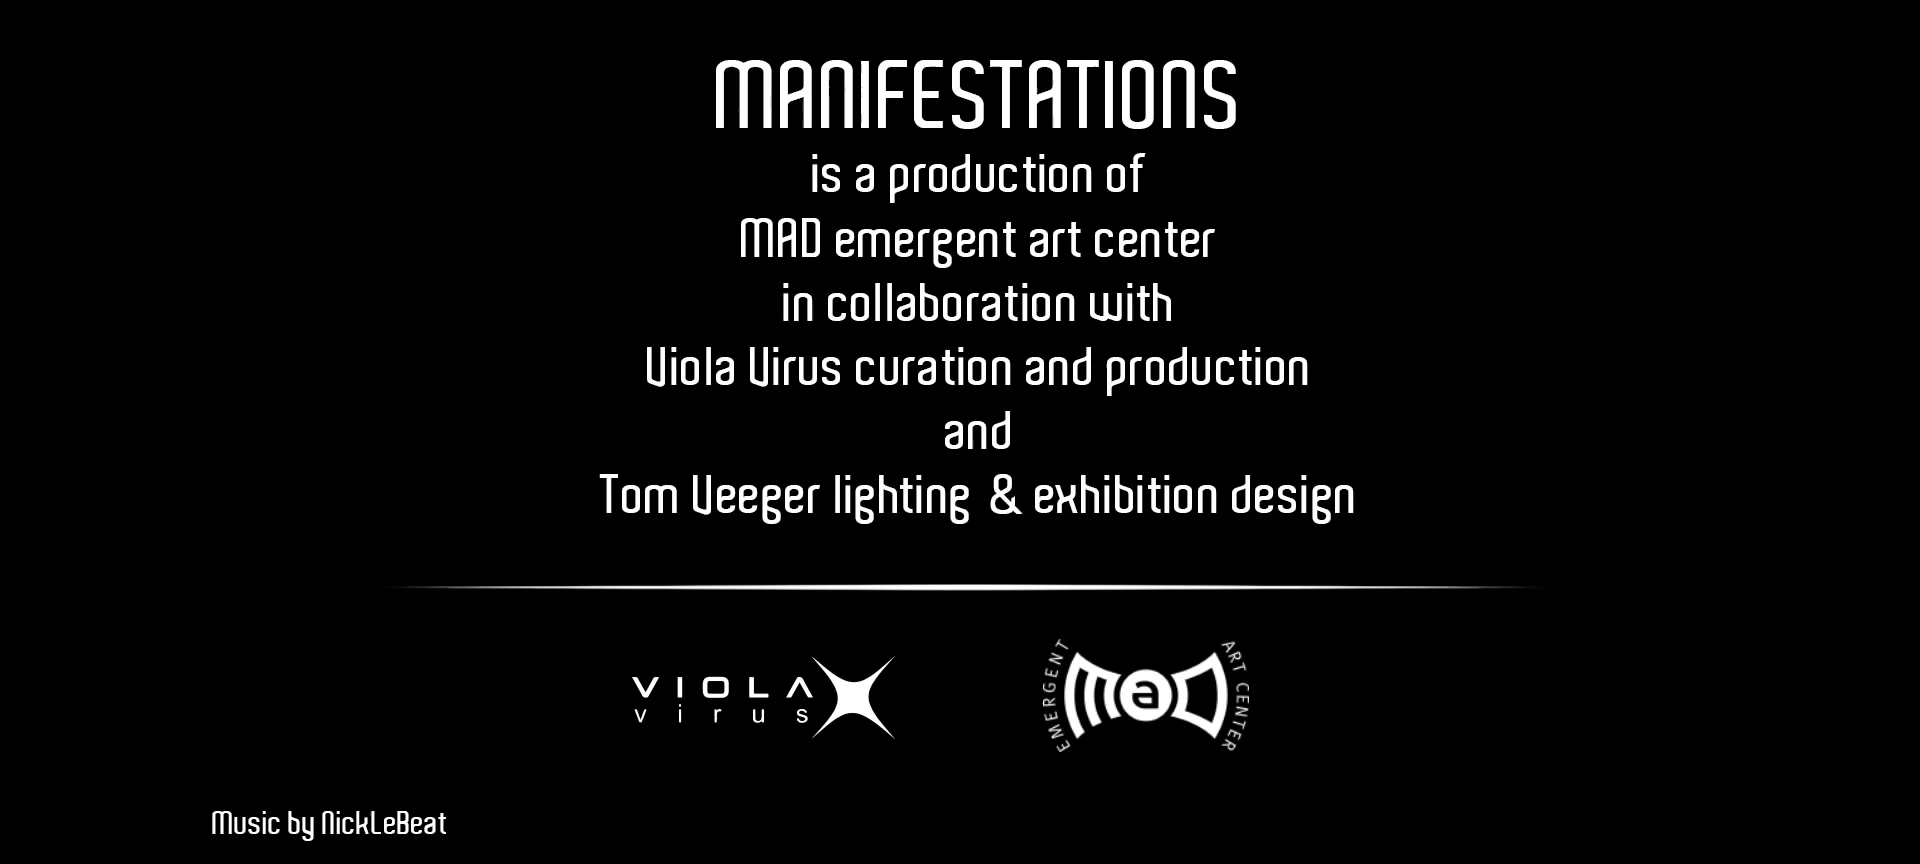 MANIFESTATIONS
is a production of
MAD emergent art center
in collaboration with
Viola Virus curation and production
and
Tom Veeger lighting & exhibition design
VIOLA
virus
EMERGENT
MaD
ART CENTER
Music by NickLeBeat